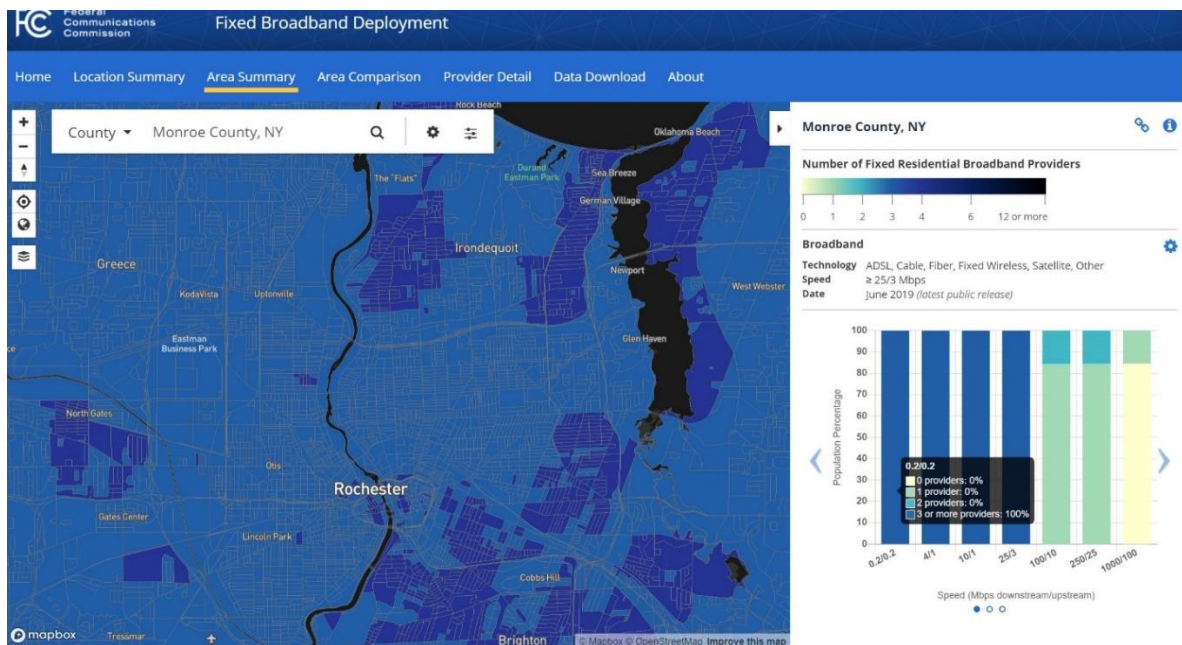 FC
Federal
Communications
Commission
Fixed Broadband Deployment
Home Location Summary Area Summary Area Comparison Provider Detail Data Download About
County Monroe County, NY
Rock Beach
Oklahoma Beach
The "Flats"
Durand
Eastman Park
Sea Breeze
German Village
Irondequoit
Greece
Newport
West Webster
KodaVista
Uptonville
Eastman
Business Park
Glen Haven
North Gates
Otis
Rochester
Gates Center
Lincoln Park
Cobbs Hill
mapbox
Tressmar
Brighton
© Mapbox © OpenStreetMap Improve this map
Monroe County, NY
Number of Fixed Residential Broadband Providers
0 1 2 3 4 6 12 or more
Broadband
Technology ADSL, Cable, Fiber, Fixed Wireless, Satellite, Other
Speed ≥ 25/3 Mbps
Date June 2019 (latest public release)
100
90
80
70
60
50
40
30
20
10
0
Population Percentage
0.2/0.2
0 providers: 0%
1 provider: 0%
2 providers: 0%
3 or more providers: 100%
0.2/0.2 4/1 10/1 25/3 100/10 250/25 1000/100
Speed (Mbps downstream/upstream)